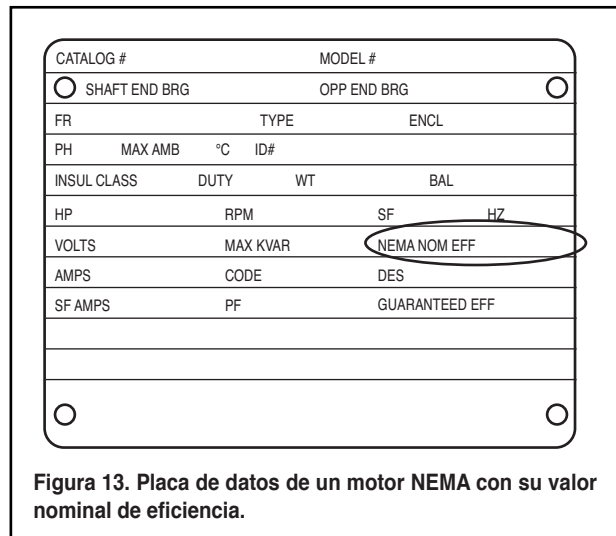 CATALOG # MODEL #
SHAFT END BRG OPP END BRG
FR TYPE ENCL
PH MAX AMB °C ID#
INSUL CLASS DUTY WT BAL
HP RPM SF HZ
VOLTS MAX KVAR NEMA NOM EFF
AMPS CODE DES
SF AMPS PF GUARANTEED EFF
Figura 13. Placa de datos de un motor NEMA con su valor
nominal de eficiencia.